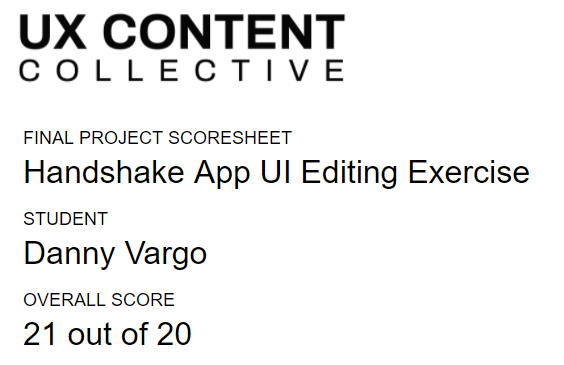 UX CONTENT
COLLECTIVE
FINAL PROJECT SCORESHEET
Handshake App UI Editing Exercise
STUDENT
Danny Vargo
OVERALL SCORE
21 out of 20